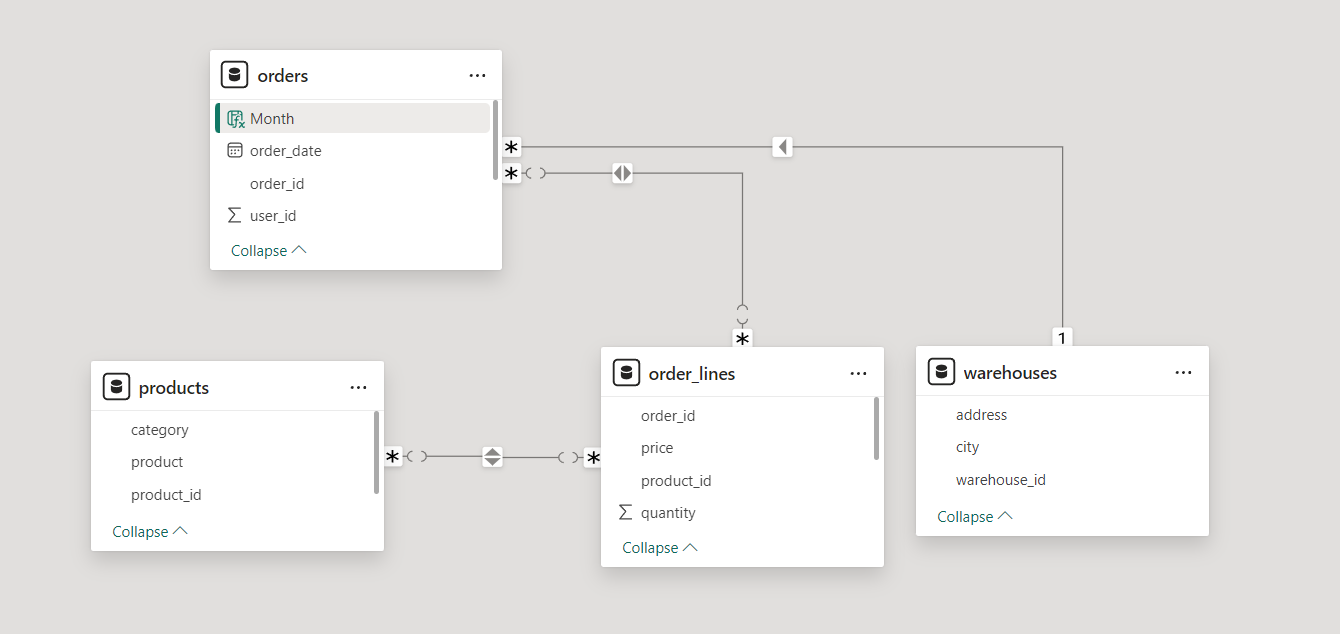 orders
Month
order_date
order_id
user_id
Collapse
*
*
*
1
products
category
product
product_id
Collapse
*
*
order_lines
order_id
price
product_id
quantity
Collapse
warehouses
address
city
warehouse_id
Collapse